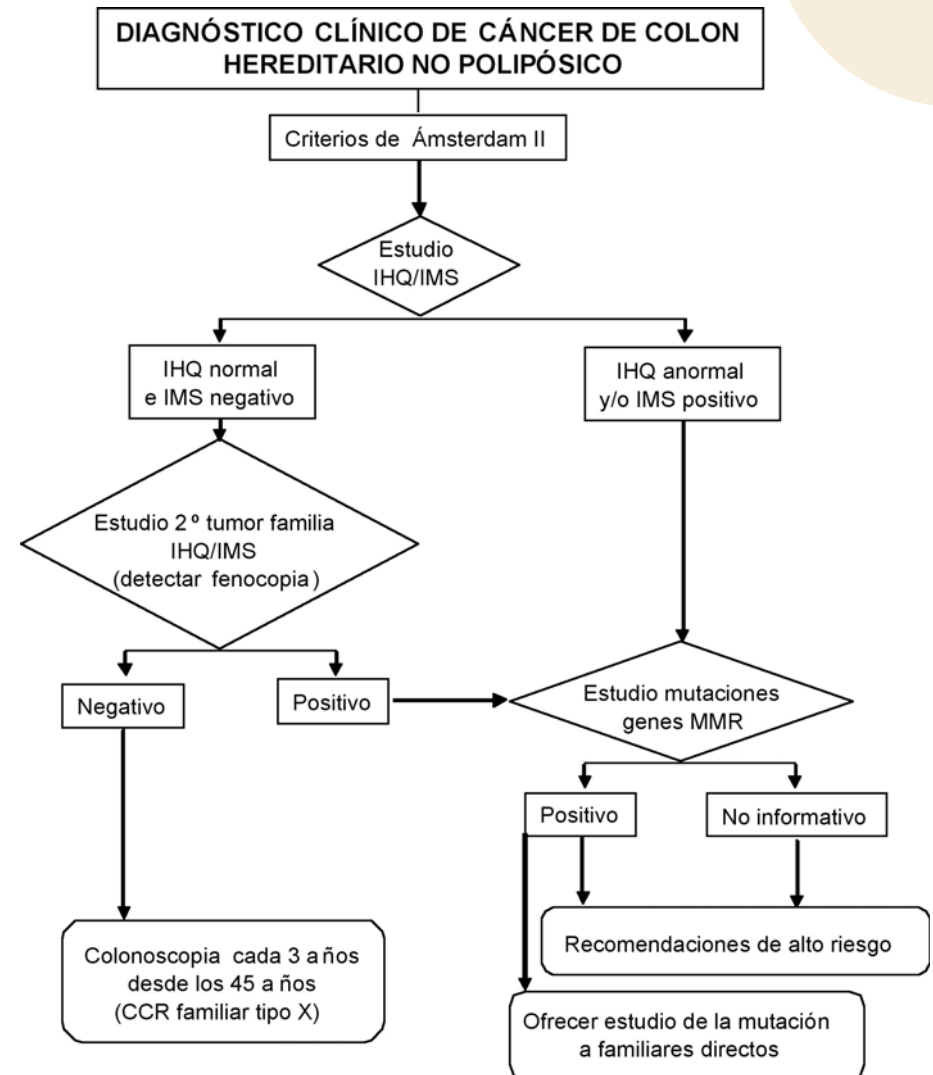 DIAGNÓSTICO CLÍNICO DE CÁNCER DE COLON
HEREDITARIO NO POLIPÓSICO
Criterios de Ámsterdam II
Estudio
IHQ/IMS
IHQ normal
e IMS negativo
IHQ anormal
y/o IMS positivo
Estudio 2º tumor familia
IHQ/IMS
(detectar fenocopia)
Negativo
Positivo
Estudio mutaciones
genes MMR
Positivo
No informativo
Colonoscopia cada 3 años
desde los 45 años
(CCR familiar tipo X)
Recomendaciones de alto riesgo
Ofrecer estudio de la mutación
a familiares directos